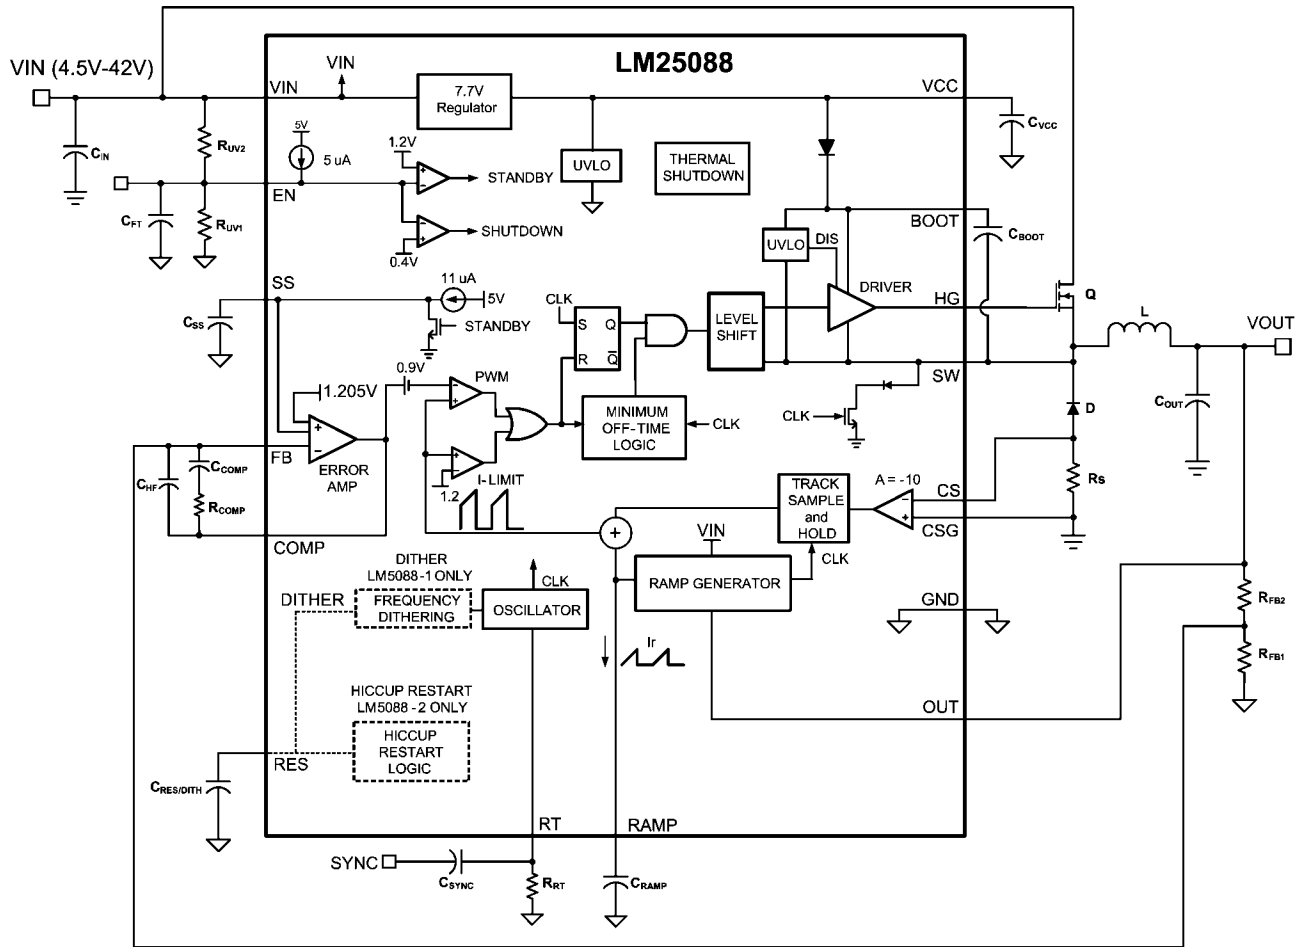 LM25088
VIN (4.5V-42V)
VIN
VIN
7.7V
Regulator
VCC
CVCC
CIN
RUV2
5V
5 uA
1.2V
STANDBY
UVLO
THERMAL
SHUTDOWN
EN
CFT
RUV1
SHUTDOWN
0.4V
BOOT
CBOOT
UVLO
DIS
DRIVER
SS
11 uA
5V
CSS
STANDBY
CLK
S
Q
R
Q
LEVEL
SHIFT
HG
Q
L
VOUT
SW
0.9V
PWM
1.205V
MINIMUM
OFF-TIME
LOGIC
CLK
CLK
D
COUT
FB
ERROR
AMP
CHF
CCOMP
RCOMP
1.2
I-LIMIT
TRACK
SAMPLE
and
HOLD
A = -10
CS
CSG
RS
COMP
+
VIN
CLK
RAMP GENERATOR
DITHER
LM5088-1 ONLY
DITHER
FREQUENCY
DITHERING
CLK
OSCILLATOR
GND
RFB2
RFB1
Ir
HICCUP RESTART
LM5088-2 ONLY
HICCUP
RESTART
LOGIC
OUT
RES
CRES/DITH
RT
RAMP
SYNC
CSYNC
RRT
CRAMP